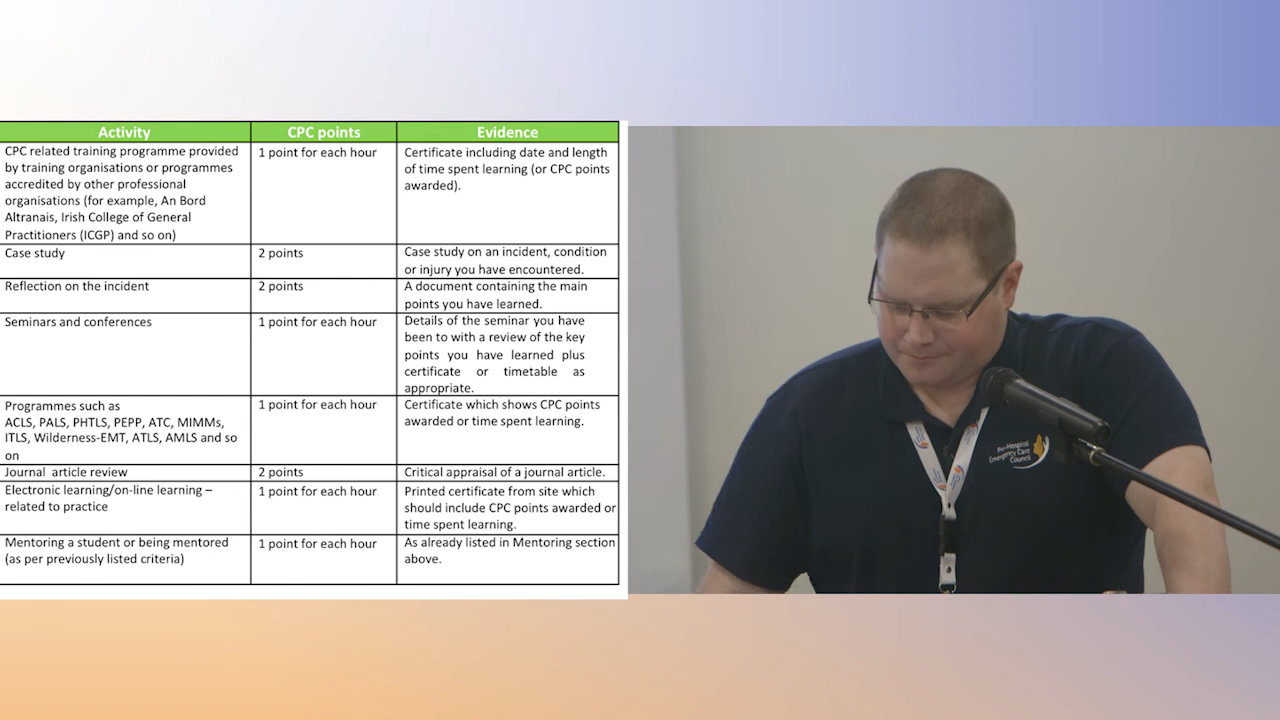 Activity CPC points Evidence
CPC related training programme provided
by training organisations or programmes
accredited by other professional
organisations (for example, An Bord
Altranais, Irish College of General
Practitioners (ICGP) and so on)
1 point for each hour
Certificate including date and length
of time spent learning (or CPC points
awarded).
Case study
2 points
Case study on an incident, condition
or injury you have encountered.
Reflection on the incident
2 points
A document containing the main
points you have learned.
Seminars and conferences
1 point for each hour
Details of the seminar you have
been to with a review of the key
points you have learned plus
certificate or timetable as
appropriate.
Programmes such as
ACLS, PALS, PHTLS, PEPP, ATC, MIMMs,
ITLS, Wilderness-EMT, ATLS, AMLS and so
on
1 point for each hour
Certificate which shows CPC points
awarded or time spent learning.
Journal article review
2 points
Critical appraisal of a journal article.
Electronic learning/on-line learning –
related to practice
1 point for each hour
Printed certificate from site which
should include CPC points awarded or
time spent learning.
Mentoring a student or being mentored
(as per previously listed criteria)
1 point for each hour
As already listed in Mentoring section
above.
Pre-Hospital
Emergency Care
Council